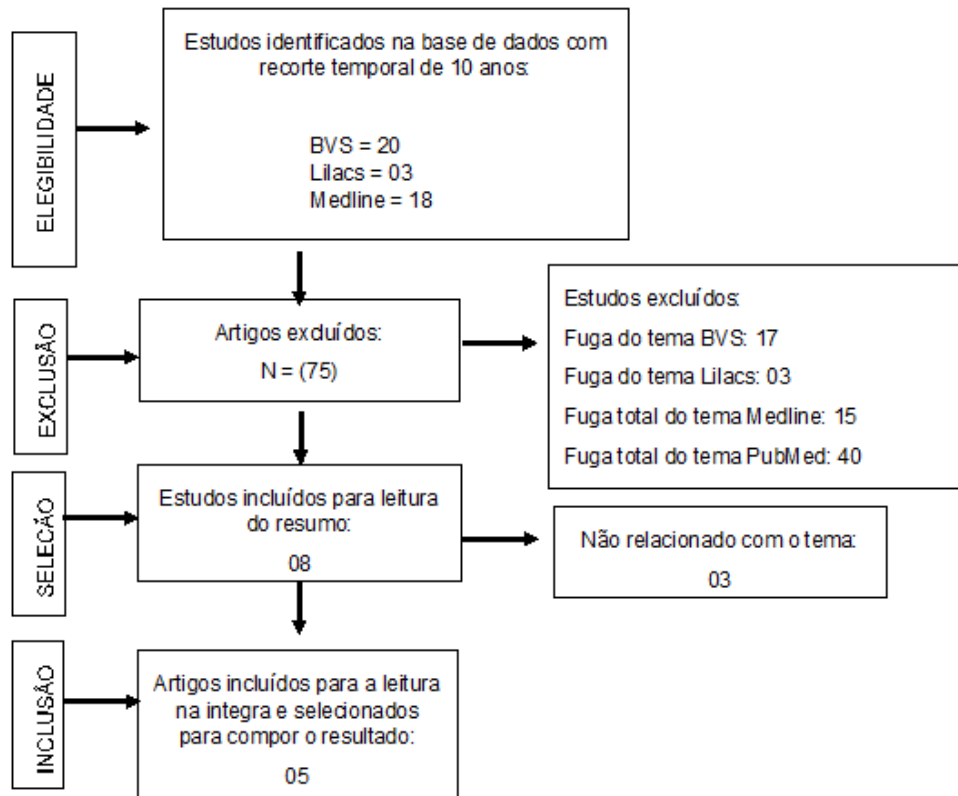 ELEGIBILIDADE
Estudos identificados na base de dados com
recorte temporal de 10 anos:
BVS = 20
Lilacs = 03
Medline = 18
EXCLUSÃO
Artigos excluídos:
N = (75)
Estudos excluídos:
Fuga do tema BVS: 17
Fuga do tema Lilacs: 03
Fuga total do tema Medline: 15
Fuga total do tema PubMed: 40
SELEÇÃO
Estudos incluídos para leitura
do resumo:
08
Não relacionado com o tema:
03
INCLUSÃO
Artigos incluídos para a leitura
na integra e selecionados
para compor o resultado:
05